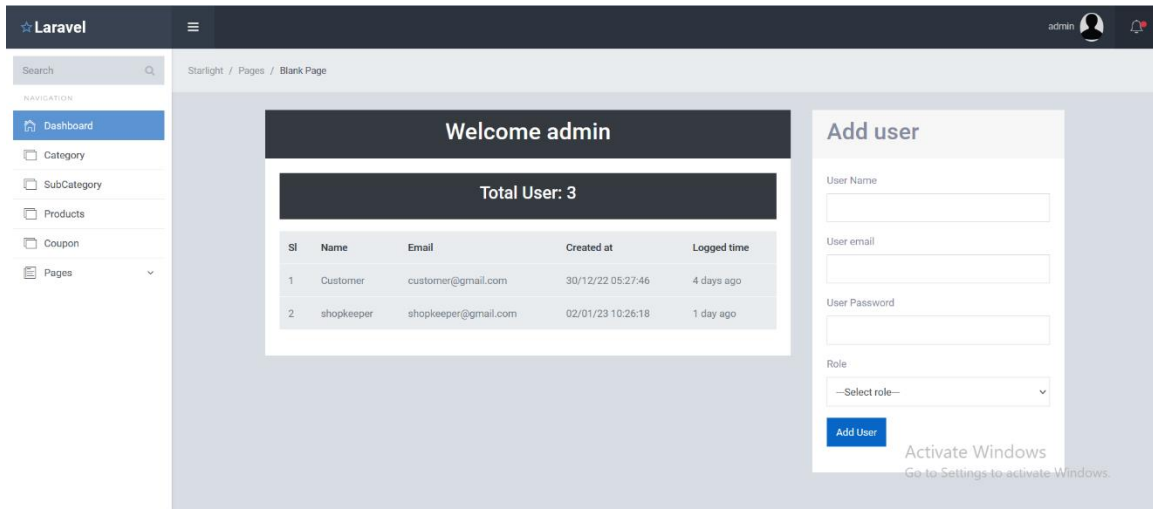 Laravel
admin
Search
Starlight / Pages / Blank Page
NAVIGATION
Dashboard
Category
SubCategory
Products
Coupon
Pages
Welcome admin
Total User: 3
Sl Name Email Created at Logged time
1 Customer customer@gmail.com 30/12/22 05:27:46 4 days ago
2 shopkeeper shopkeeper@gmail.com 02/01/23 10:26:18 1 day ago
Add user
User Name
User email
User Password
Role
---Select role---
Add User
Activate Windows
Go to Settings to activate Windows.